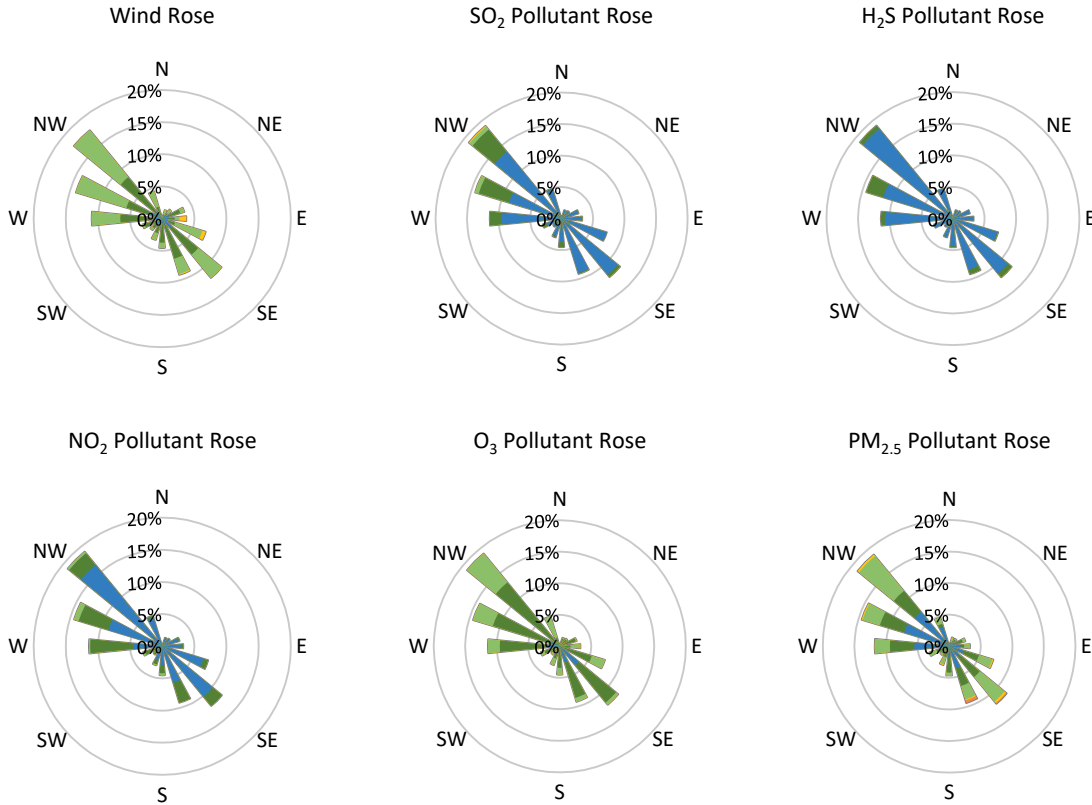 Wind Rose
N
20%
15%
10%
5%
0%
NW
NE
W
E
SW
SE
S
SO₂ Pollutant Rose
N
20%
15%
10%
5%
0%
NW
NE
W
E
SW
SE
S
H₂S Pollutant Rose
N
20%
15%
10%
5%
0%
NW
NE
W
E
SW
SE
S
NO₂ Pollutant Rose
N
20%
15%
10%
5%
0%
NW
NE
W
E
SW
SE
S
O₃ Pollutant Rose
N
20%
15%
10%
5%
0%
NW
NE
W
E
SW
SE
S
PM₂.₅ Pollutant Rose
N
20%
15%
10%
5%
0%
NW
NE
W
E
SW
SE
S